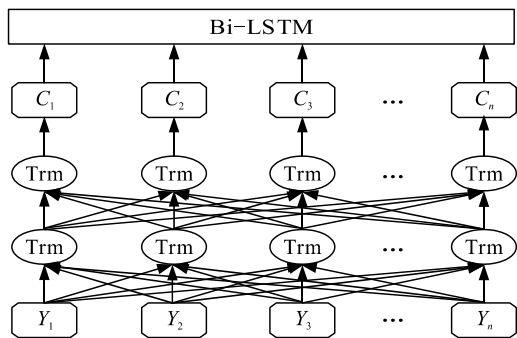 Bi-LSTM
C₁ C₂ C₃ ... Cₙ
Trm Trm Trm ... Trm
Trm Trm Trm ... Trm
Y₁ Y₂ Y₃ ... Yₙ